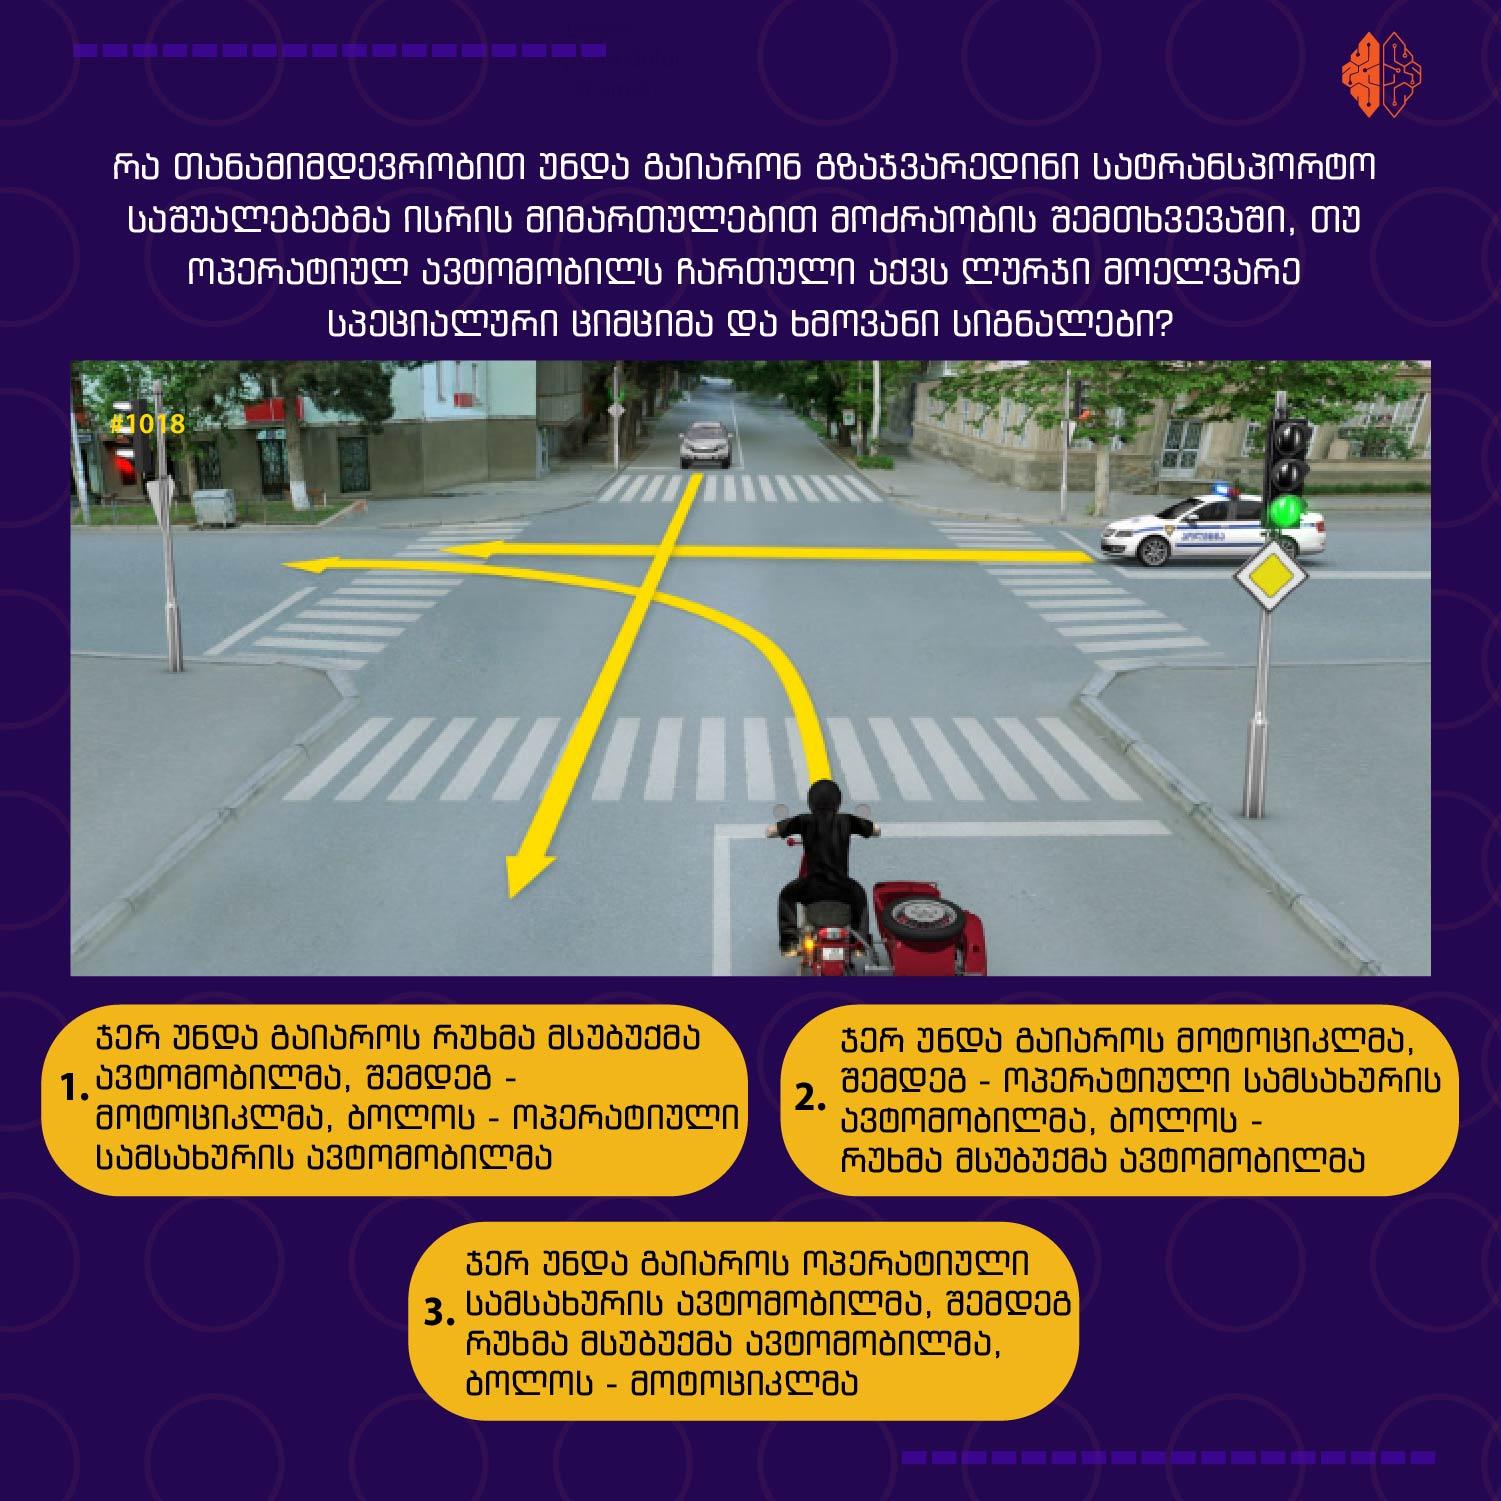 რა თანამიმდევრობით უნდა გაიარონ გზაჯვარედინი სატრანსპორტო
საშუალებებმა ისრის მიმართულებით მოძრაობის შემთხვევაში, თუ
ოპერატიულ ავტომობილს ჩართული აქვს ლურჯი მოელვარე
სპეციალური ციმციმა და ხმოვანი სიგნალები?
#1018
პოლიცია
1. ჯერ უნდა გაიაროს რუხმა მსუბუქმა
ავტომობილმა, შემდეგ -
მოტოციკლმა, ბოლოს - ოპერატიული
სამსახურის ავტომობილმა
2. ჯერ უნდა გაიაროს მოტოციკლმა,
შემდეგ - ოპერატიული სამსახურის
ავტომობილმა, ბოლოს -
რუხმა მსუბუქმა ავტომობილმა
3. ჯერ უნდა გაიაროს ოპერატიული
სამსახურის ავტომობილმა, შემდეგ
რუხმა მსუბუქმა ავტომობილმა,
ბოლოს - მოტოციკლმა